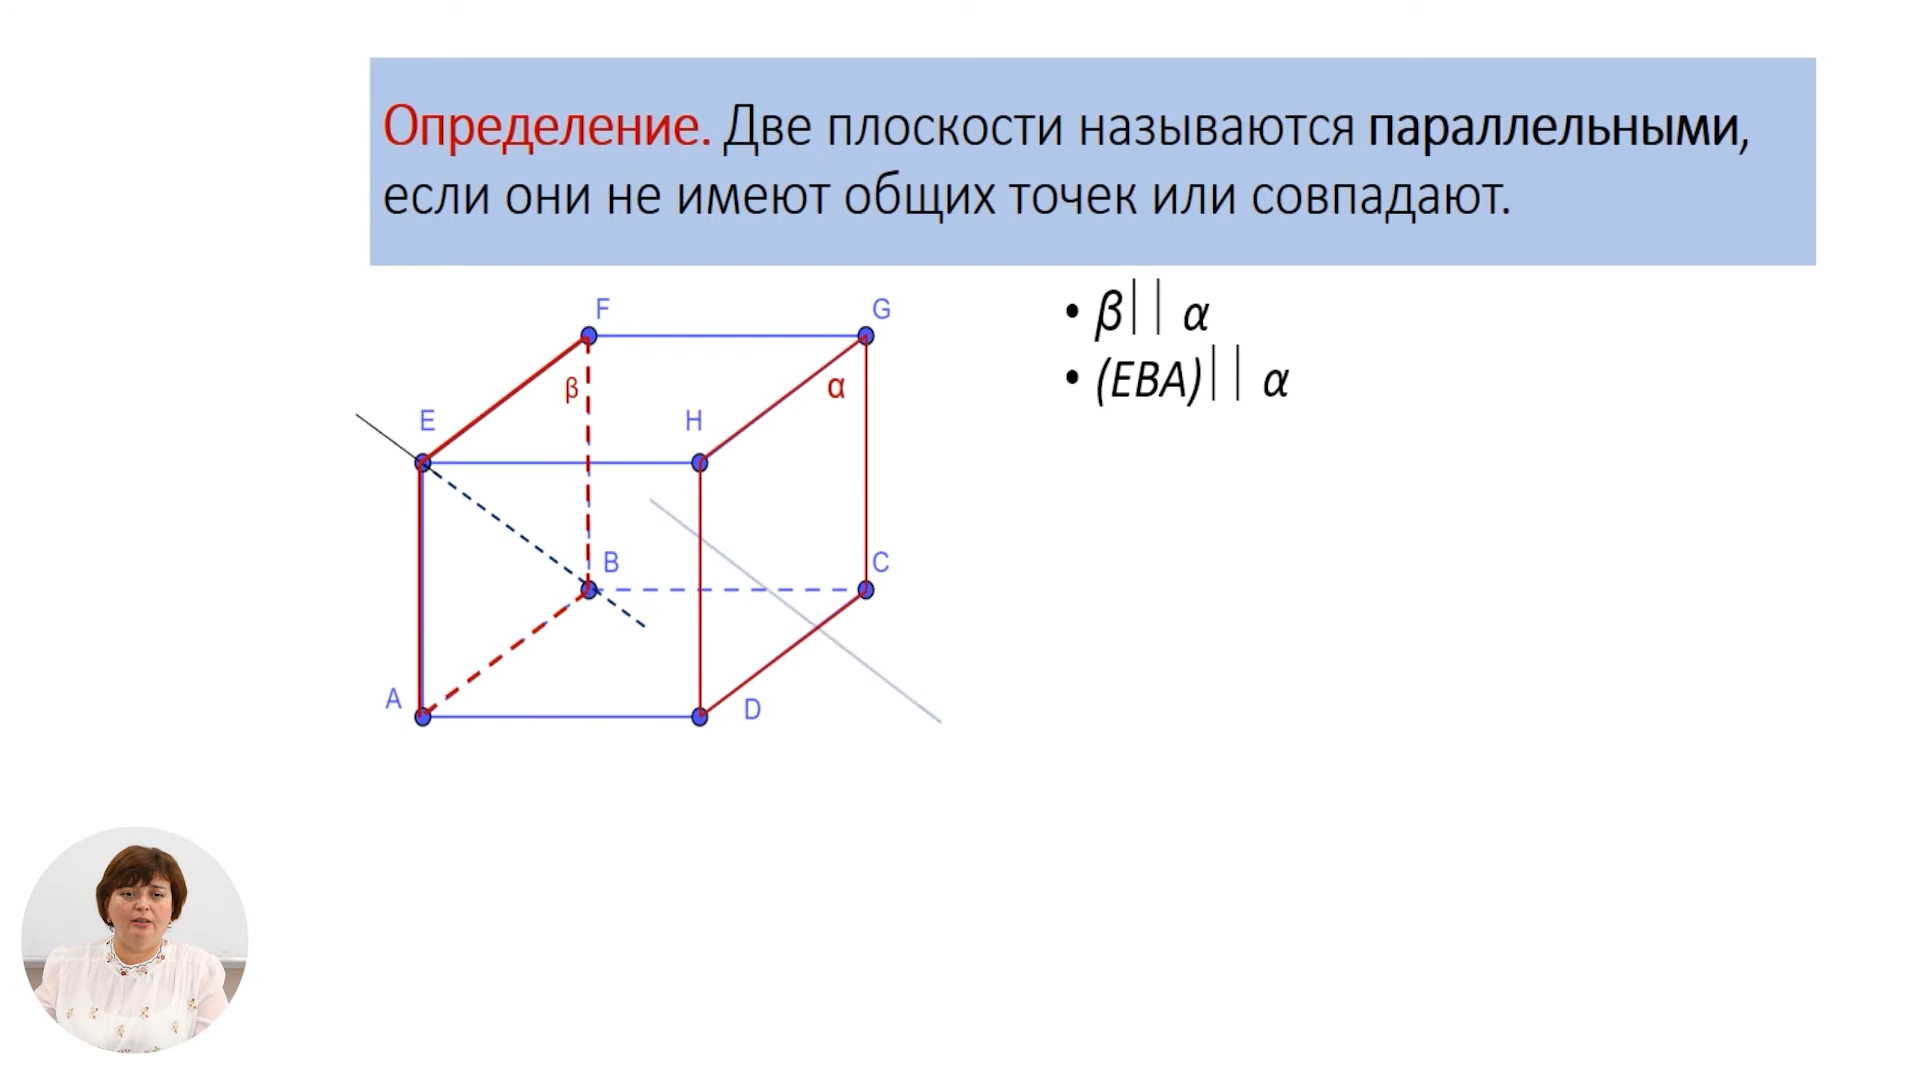 Определение. Две плоскости называются параллельными,
если они не имеют общих точек или совпадают.
• β|| α
• (EBA)|| α
F
G
β
α
E
H
B
C
A
D